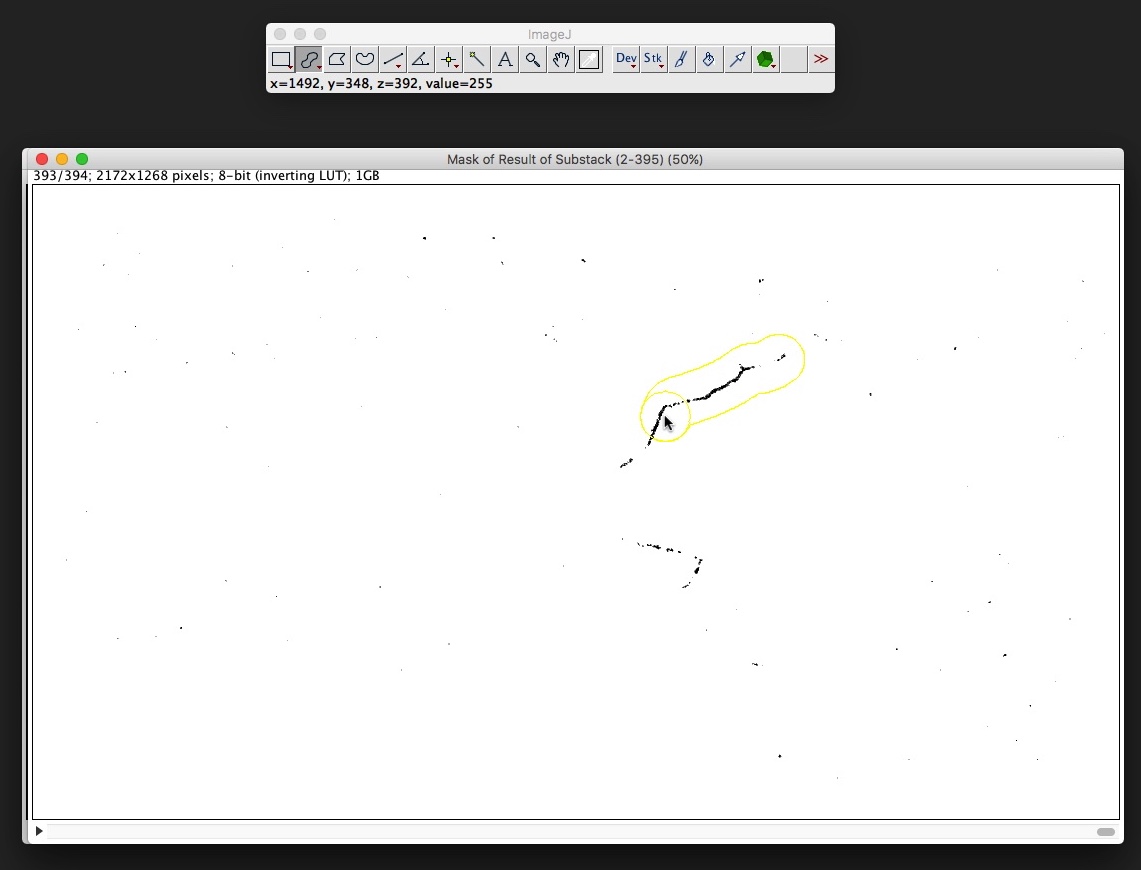 ImageJ
A Dev Stk >>
x=1492, y=348, z=392, value=255
Mask of Result of Substack (2-395) (50%)
393/394; 2172x1268 pixels; 8-bit (inverting LUT); 1GB